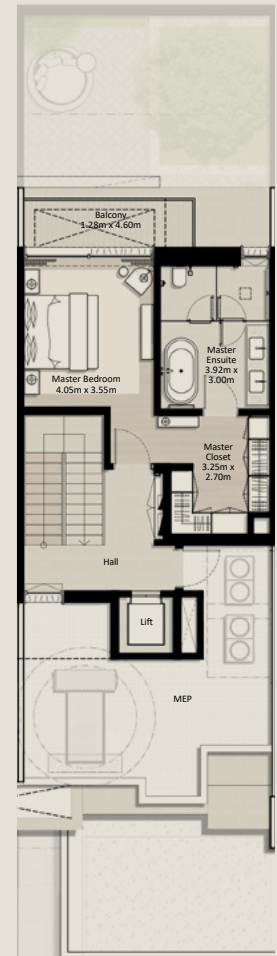 Balcony
1.28m x 4.60m
Master Bedroom
4.05m x 3.55m
Master
Ensuite
3.92m x
3.00m
Master
Closet
3.25m x
2.70m
Hall
Lift
MEP